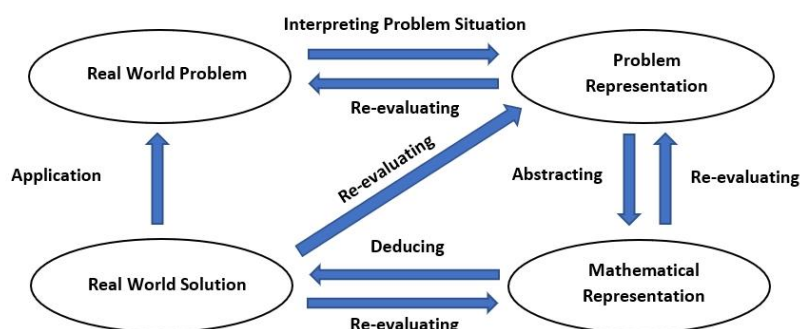 Interpreting Problem Situation
Real World Problem
Problem
Representation
Re-evaluating
Application
Re-evaluating
Abstracting
Re-evaluating
Deducing
Real World Solution
Mathematical
Representation
Re-evaluating